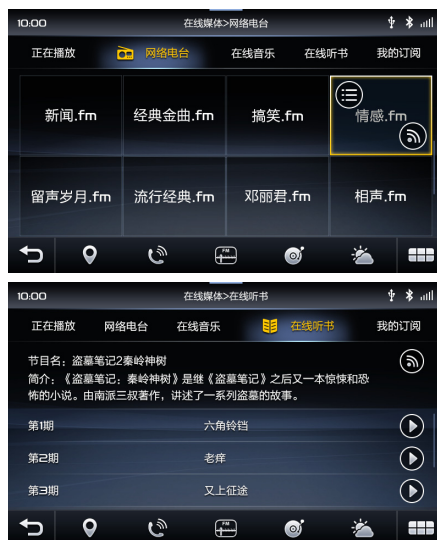 10:00 在线媒体>网络电台
正在播放 网络电台 在线音乐 在线听书 我的订阅
新闻.fm 经典金曲.fm 搞笑.fm 情感.fm
留声岁月.fm 流行经典.fm 邓丽君.fm 相声.fm
FM
10:00 在线媒体>在线听书
正在播放 网络电台 在线音乐 在线听书 我的订阅
节目名：盗墓笔记2秦岭神树
简介：《盗墓笔记：秦岭神树》是继《盗墓笔记》之后又一本惊悚和恐
怖的小说。由南派三叔著作，讲述了一系列盗墓的故事。
第1期 六角铃铛
第2期 老痒
第3期 又上征途
FM